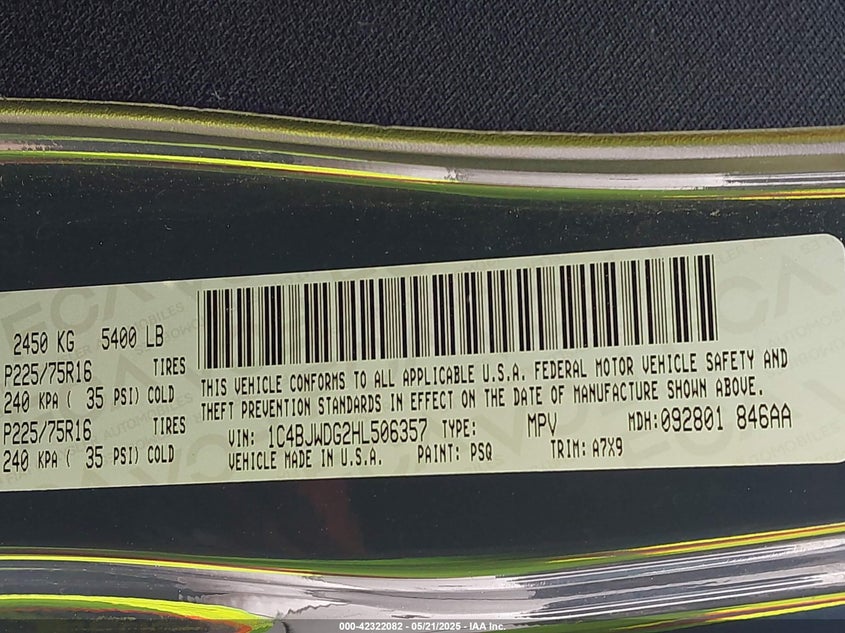 2450 KG 5400 LB
P225/75R16 TIRES
240 KPA ( 35 PSI) COLD
P225/75R16 TIRES
240 KPA ( 35 PSI) COLD
THIS VEHICLE CONFORMS TO ALL APPLICABLE U.S.A. FEDERAL MOTOR VEHICLE SAFETY AND
THEFT PREVENTION STANDARDS IN EFFECT ON THE DATE OF MANUFACTURE SHOWN ABOVE.
VIN: 1C4BJWDG2HL506357 TYPE: MPV MDH:092801 846AA
VEHICLE MADE IN U.S.A. PAINT: PSQ TRIM: A7X9
000-42322082 - 05/21/2025 - IAA Inc.